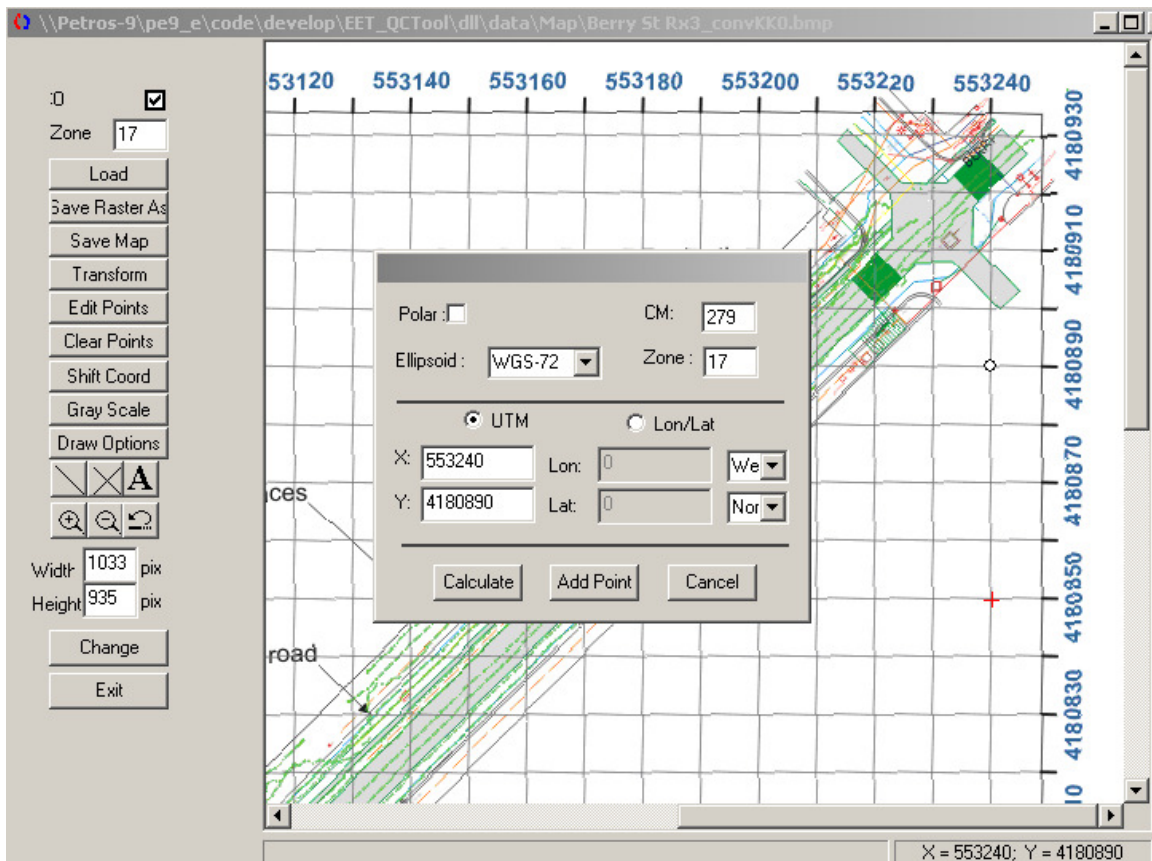 \\Petros-9\pe9_e\code\develop\EET_QCTool\dll\data\Map\Berry St Rx3_convKK0.bmp
:0
Zone 17
Load
Save Raster As
Save Map
Transform
Edit Points
Clear Points
Shift Coord
Gray Scale
Draw Options
A
Width 1033 pix
Height 935 pix
Change
Exit
553120 553140 553160 553180 553200 553220 553240
4180930
4180910
4180890
4180870
4180850
4180830
10
BERRY
ces
road
Polar :
CM: 279
Ellipsoid : WGS-72
Zone : 17
UTM
Lon/Lat
X: 553240
Lon: 0 We
Y: 4180890
Lat: 0 Nor
Calculate
Add Point
Cancel
X = 553240; Y = 4180890